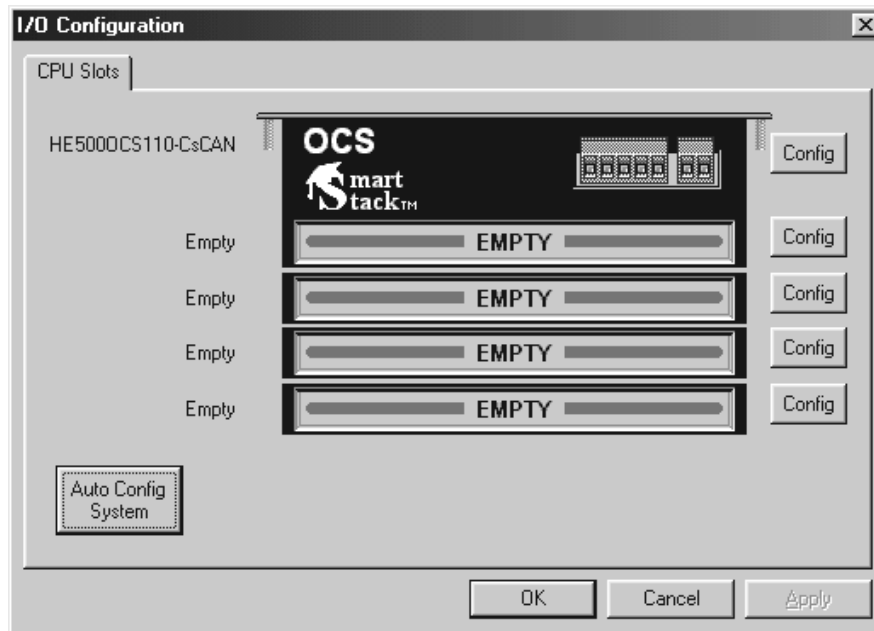 I/O Configuration
CPU Slots
HE500OCS110-CsCAN
OCS
Smart
Stack™
Config
Empty
EMPTY
Config
Empty
EMPTY
Config
Empty
EMPTY
Config
Empty
EMPTY
Config
Auto Config
System
OK
Cancel
Apply